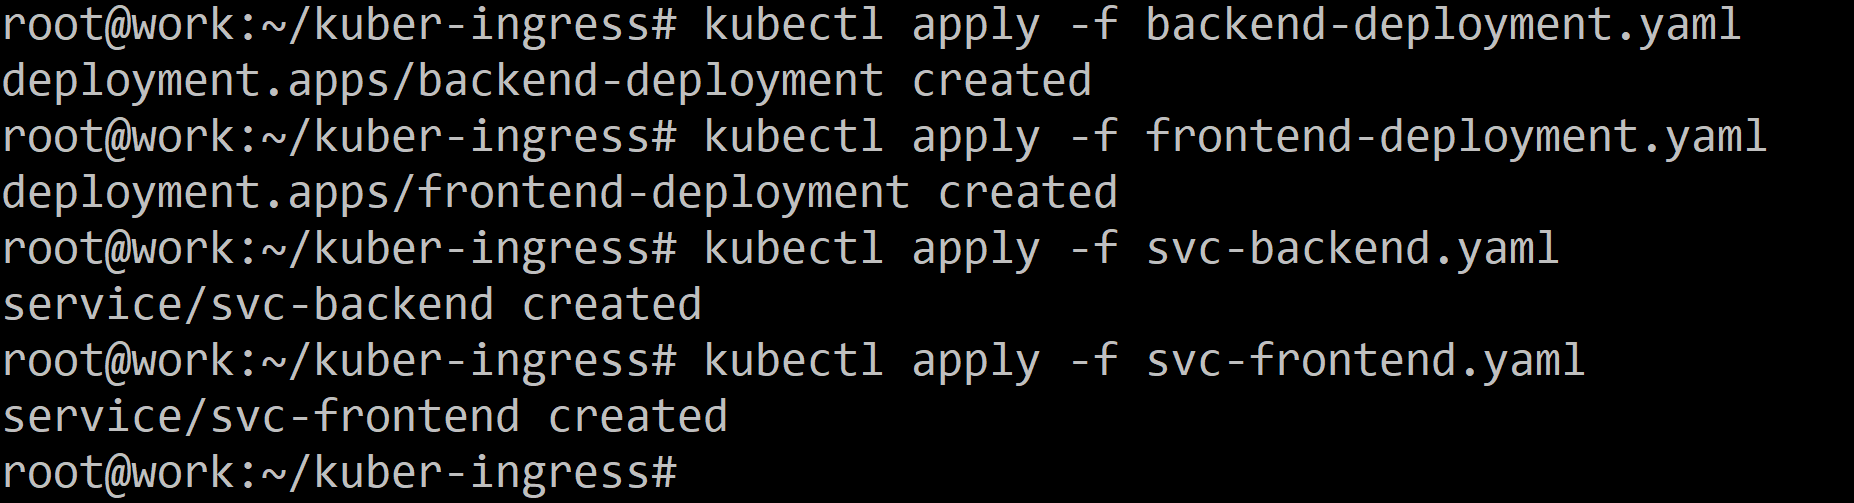 root@work:~/kuber-ingress# kubectl apply -f backend-deployment.yaml
deployment.apps/backend-deployment created
root@work:~/kuber-ingress# kubectl apply -f frontend-deployment.yaml
deployment.apps/frontend-deployment created
root@work:~/kuber-ingress# kubectl apply -f svc-backend.yaml
service/svc-backend created
root@work:~/kuber-ingress# kubectl apply -f svc-frontend.yaml
service/svc-frontend created
root@work:~/kuber-ingress#